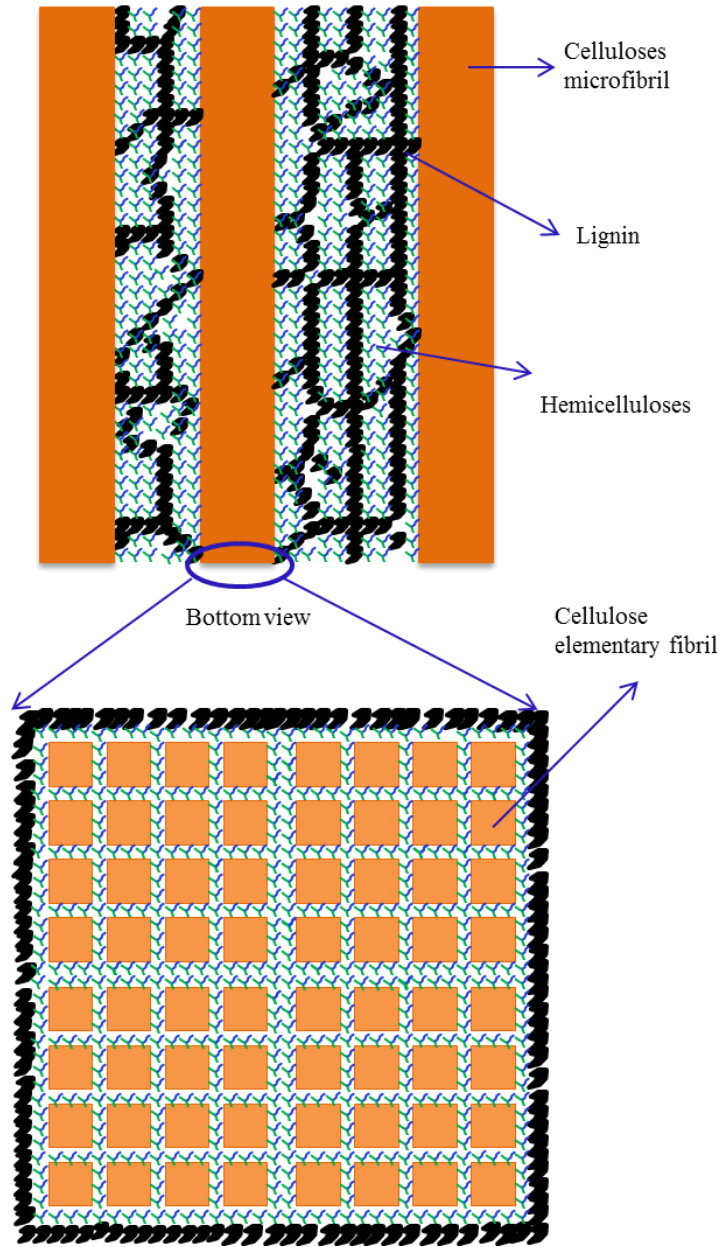 Celluloses
microfibril
Lignin
Hemicelluloses
Bottom view
Cellulose
elementary fibril